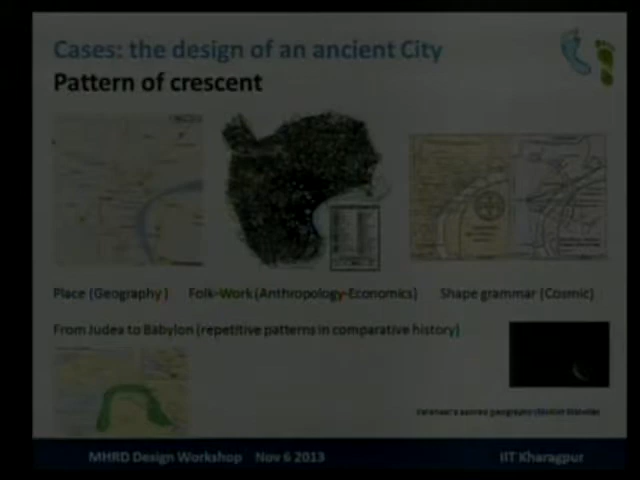 Cases: the design of an ancient City
Pattern of crescent
Place (Geography)
Folk-Work (Anthropology-Economics)
Shape grammar (Cosmic)
From Judea to Babylon (repetitive patterns in comparative history)
MHRD Design Workshop Nov 6 2013
IIT Kharagpur